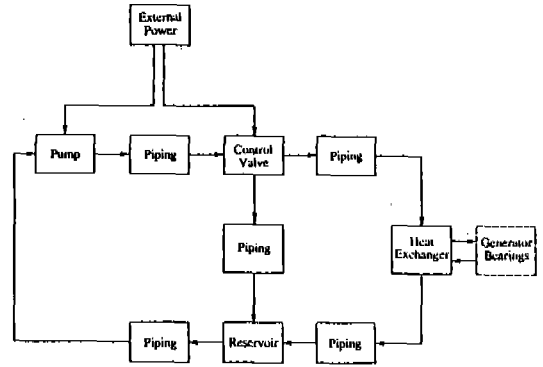 External
Power
Pump
Piping
Control
Valve
Piping
Piping
Heat
Exchanger
Generator
Bearings
Piping
Reservoir
Piping